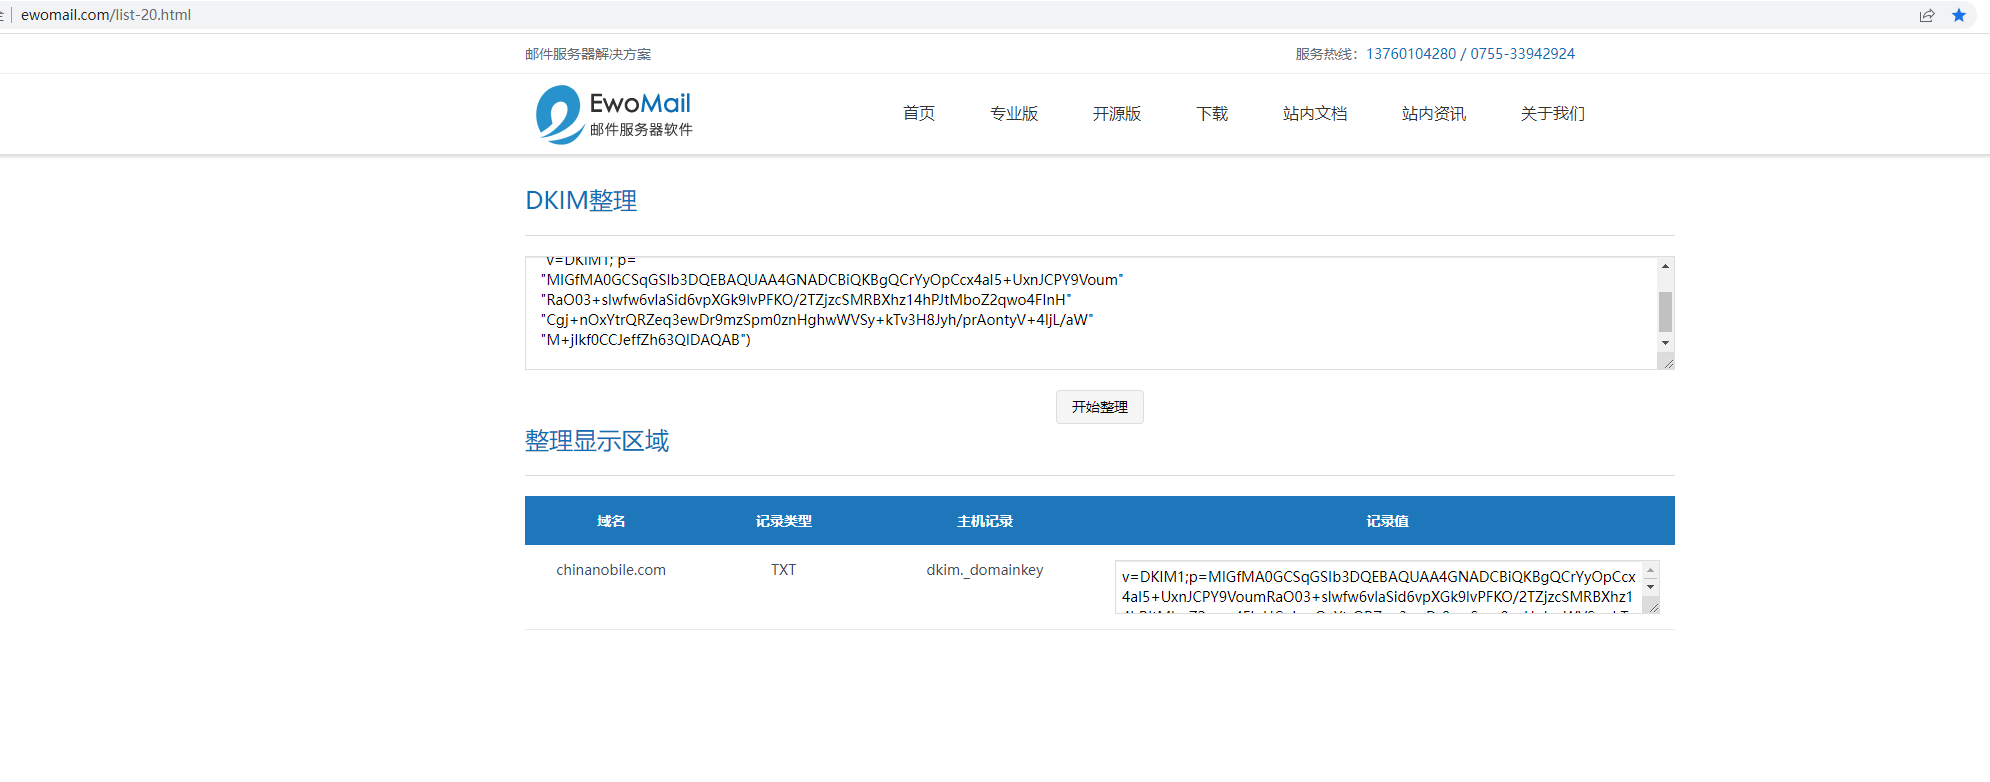 ewomail.com/list-20.html
邮件服务器解决方案
服务热线：13760104280 / 0755-33942924
EwoMail
邮件服务器软件
首页 专业版 开源版 下载 站内文档 站内资讯 关于我们
DKIM整理
v=DKIM1; p=
"MIGfMA0GCSqGSIb3DQEBAQUAA4GNADCBiQKBgQCrYyOpCcx4al5+UxnJCPY9Voum"
"RaO03+slwfw6vlaSid6vpXGk9lvPFKO/2TZjzcSMRBXhz14hPJtMboZ2qwo4FInH"
"Cgj+nOxYtrQRZeq3ewDr9mzSpm0znHghwWVSy+kTv3H8Jyh/prAontyV+4ljL/aW"
"M+jlkf0CCJeffZh63QIDAQAB")
开始整理
整理显示区域
域名 记录类型 主机记录 记录值
chinanobile.com TXT dkim._domainkey
v=DKIM1;p=MIGfMA0GCSqGSIb3DQEBAQUAA4GNADCBiQKBgQCrYyOpCcx
4al5+UxnJCPY9VoumRaO03+slwfw6vlaSid6vpXGk9lvPFKO/2TZjzcSMRBXhz1